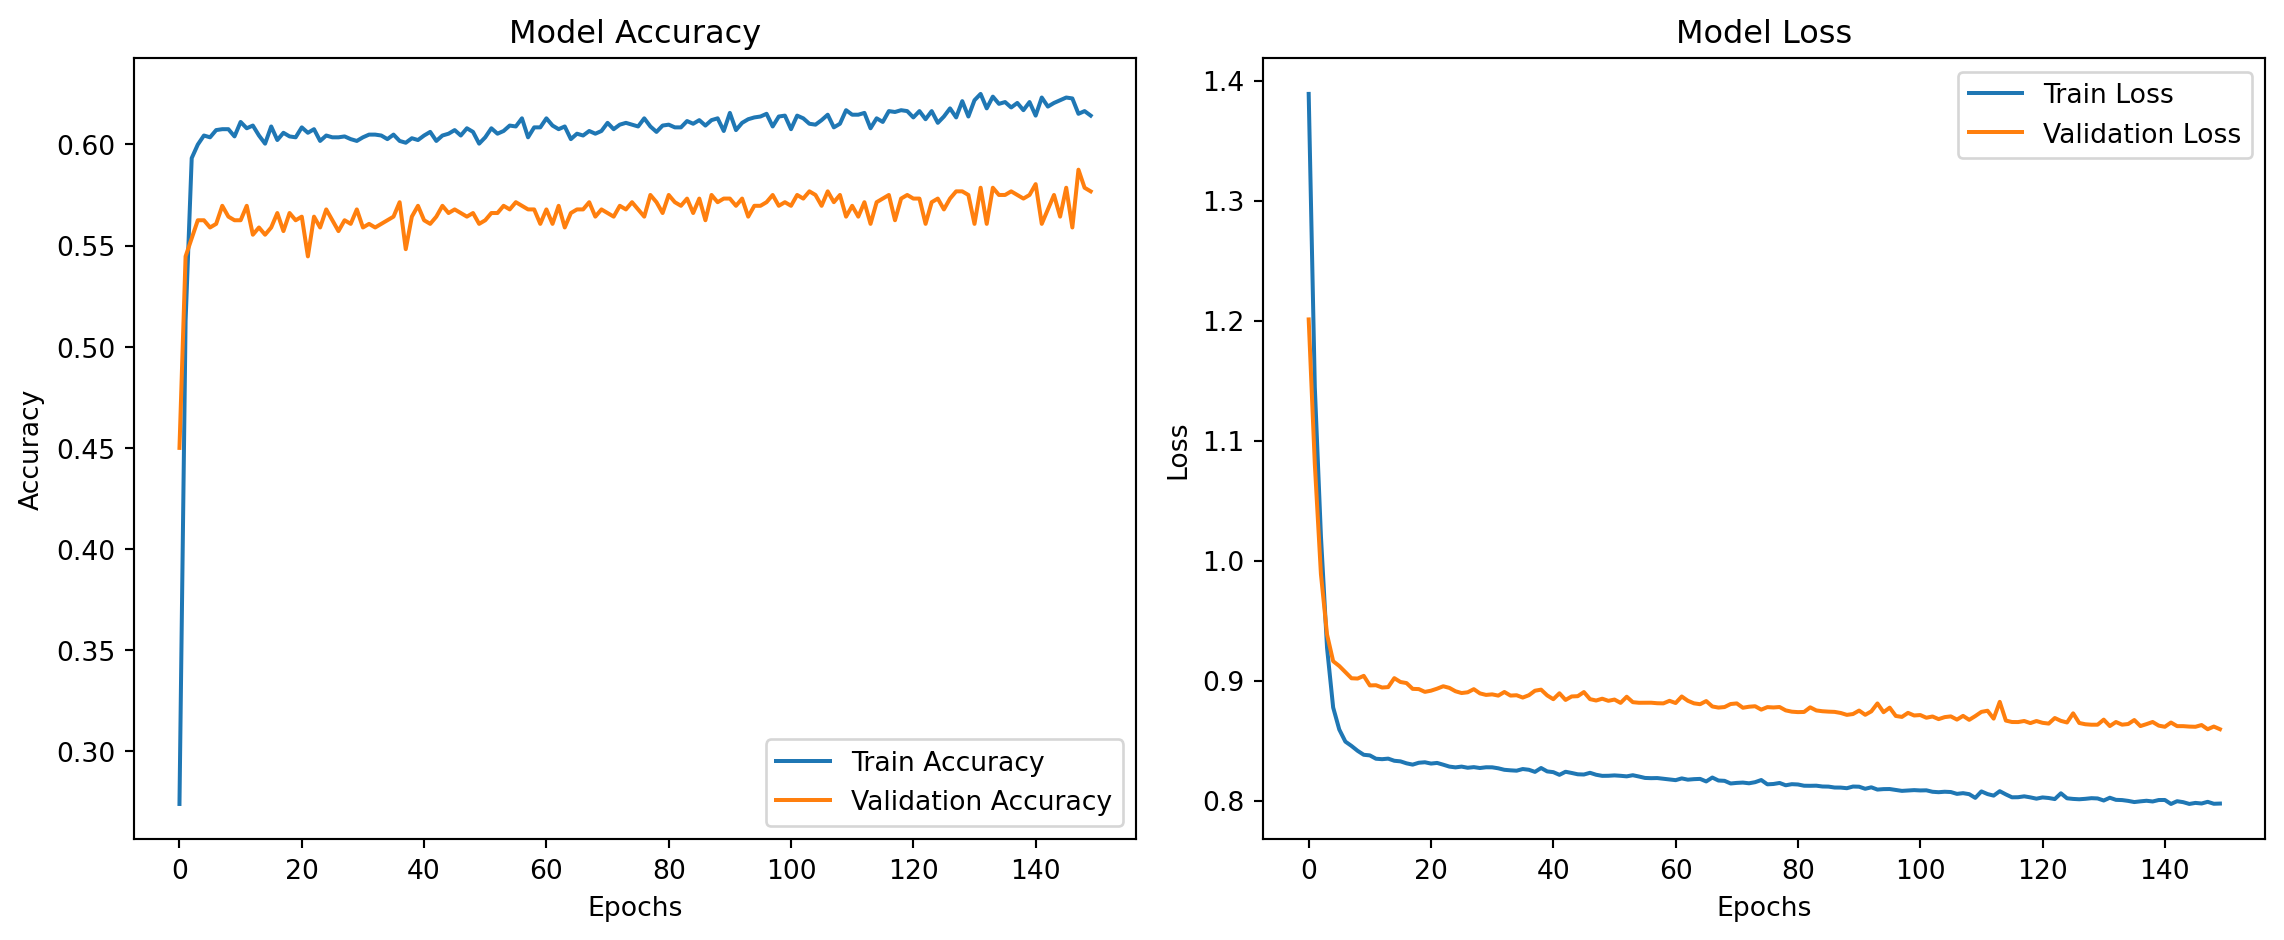 Model Accuracy
Accuracy
0.60
0.55
0.50
0.45
0.40
0.35
0.30
Train Accuracy
Validation Accuracy
0 20 40 60 80 100 120 140
Epochs
Model Loss
Loss
1.4
1.3
1.2
1.1
1.0
0.9
0.8
Train Loss
Validation Loss
0 20 40 60 80 100 120 140
Epochs